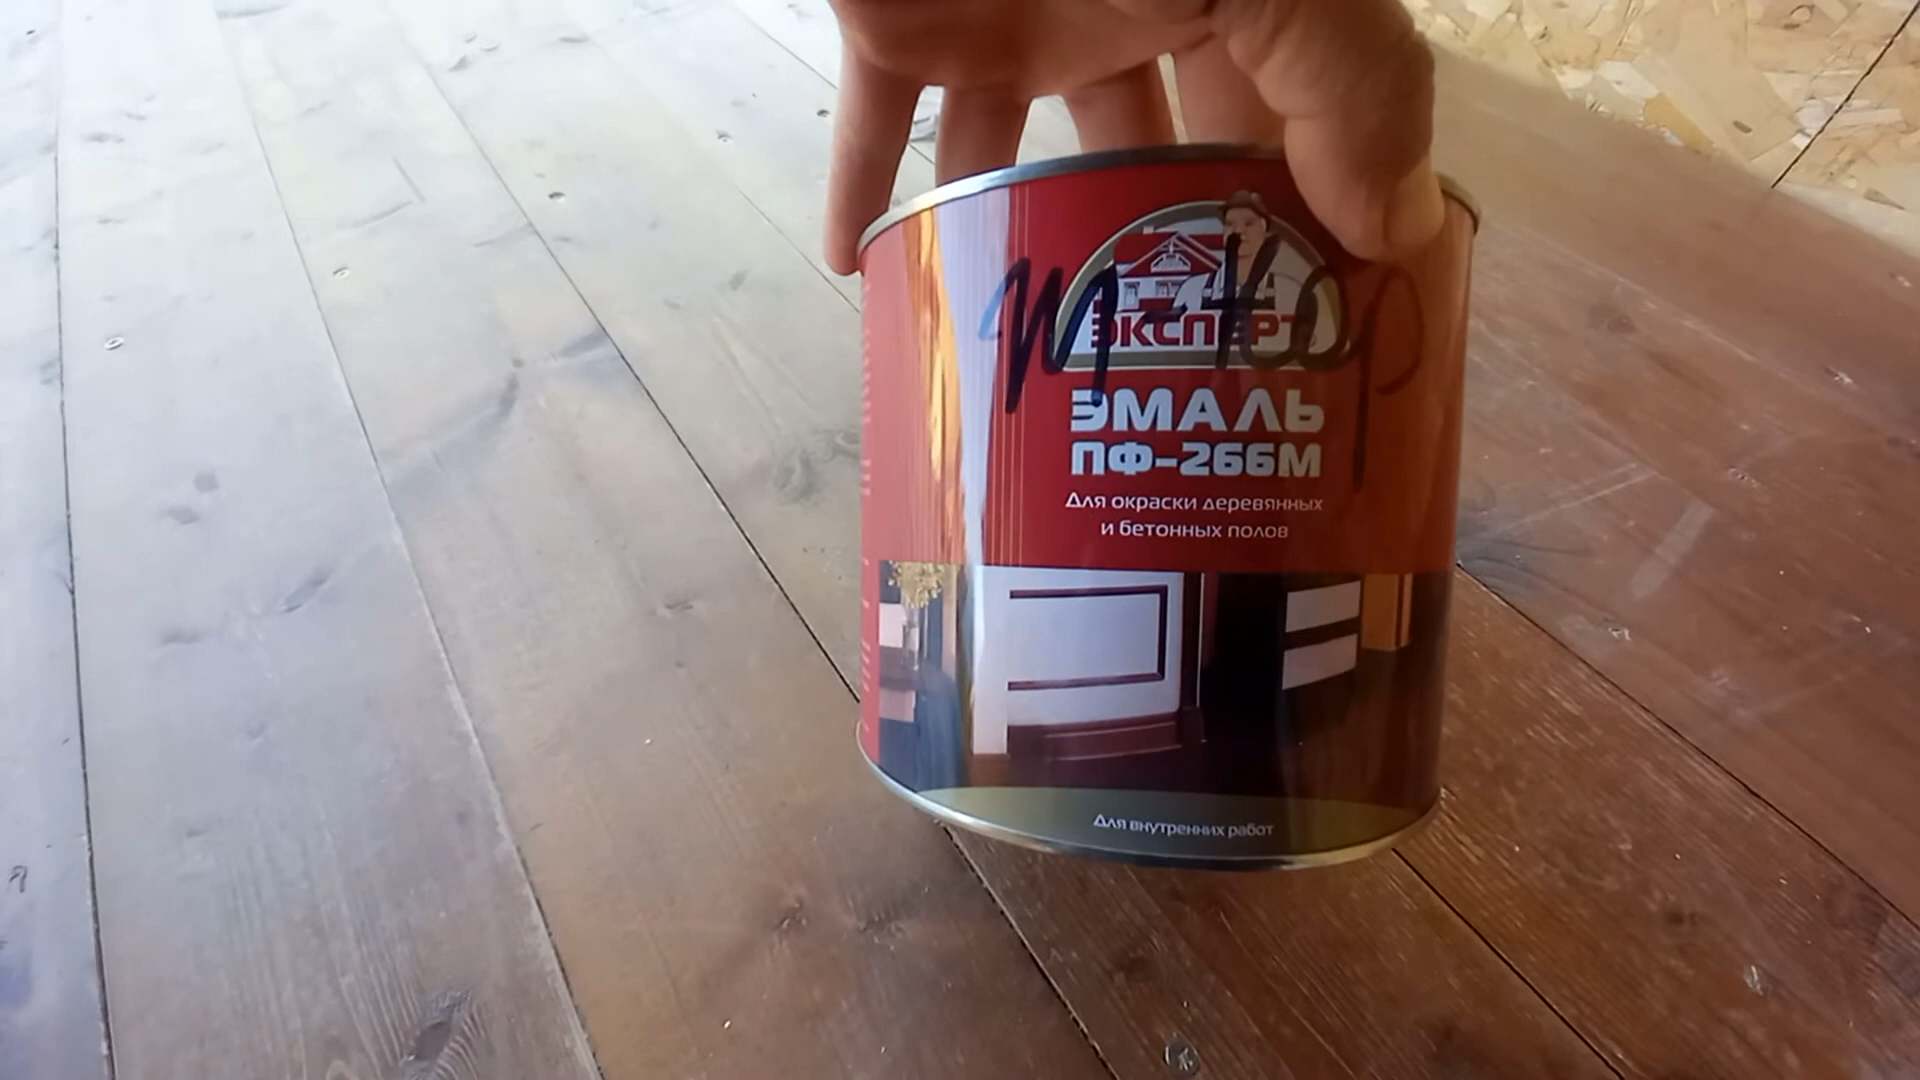 ЭКСПЕРТ
ЭМАЛЬ
ПФ-266М
Для окраски деревянных
и бетонных полов
Для внутренних работ